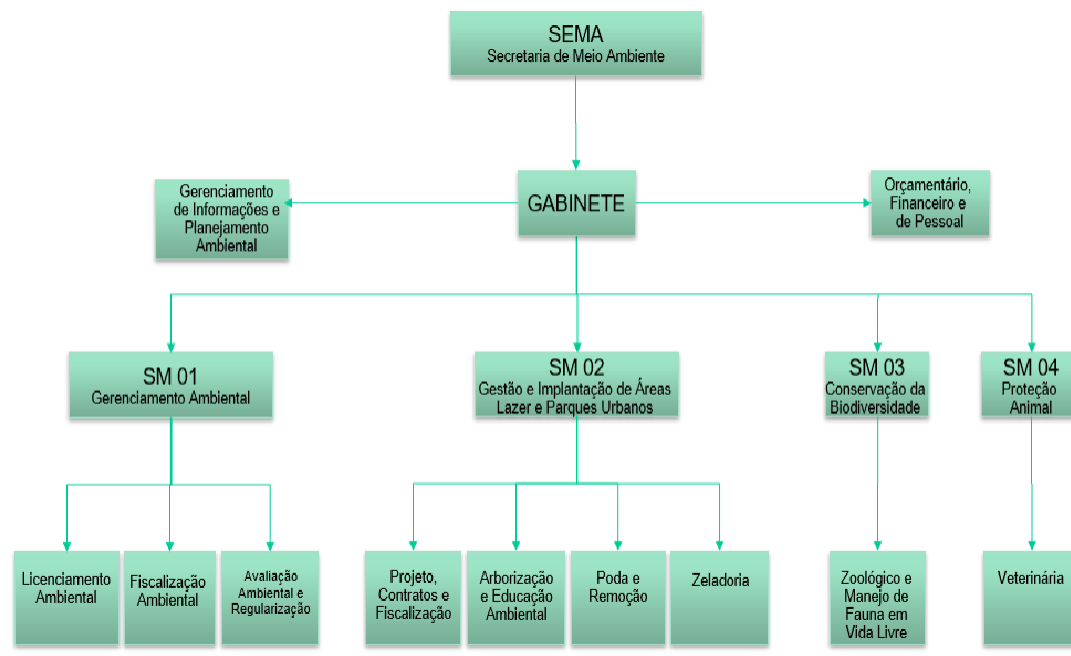 SEMA
Secretaria de Meio Ambiente
Gerenciamento
de Informações e
Planejamento
Ambiental
GABINETE
Orçamentário,
Financeiro e
de Pessoal
SM 01
Gerenciamento Ambiental
SM 02
Gestão e Implantação de Áreas
Lazer e Parques Urbanos
SM 03
Conservação da
Biodiversidade
SM 04
Proteção
Animal
Licenciamento
Ambiental
Fiscalização
Ambiental
Avaliação
Ambiental e
Regularização
Projeto,
Contratos e
Fiscalização
Arborização
e Educação
Ambiental
Poda e
Remoção
Zeladoria
Zoológico e
Manejo de
Fauna em
Vida Livre
Veterinária